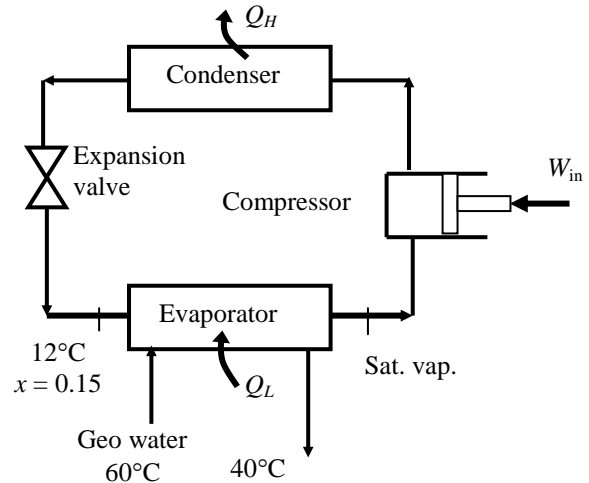 Q_H
Condenser
Expansion
valve
W_in
Compressor
Evaporator
12°C
x = 0.15
Sat. vap.
Q_L
Geo water
60°C
40°C